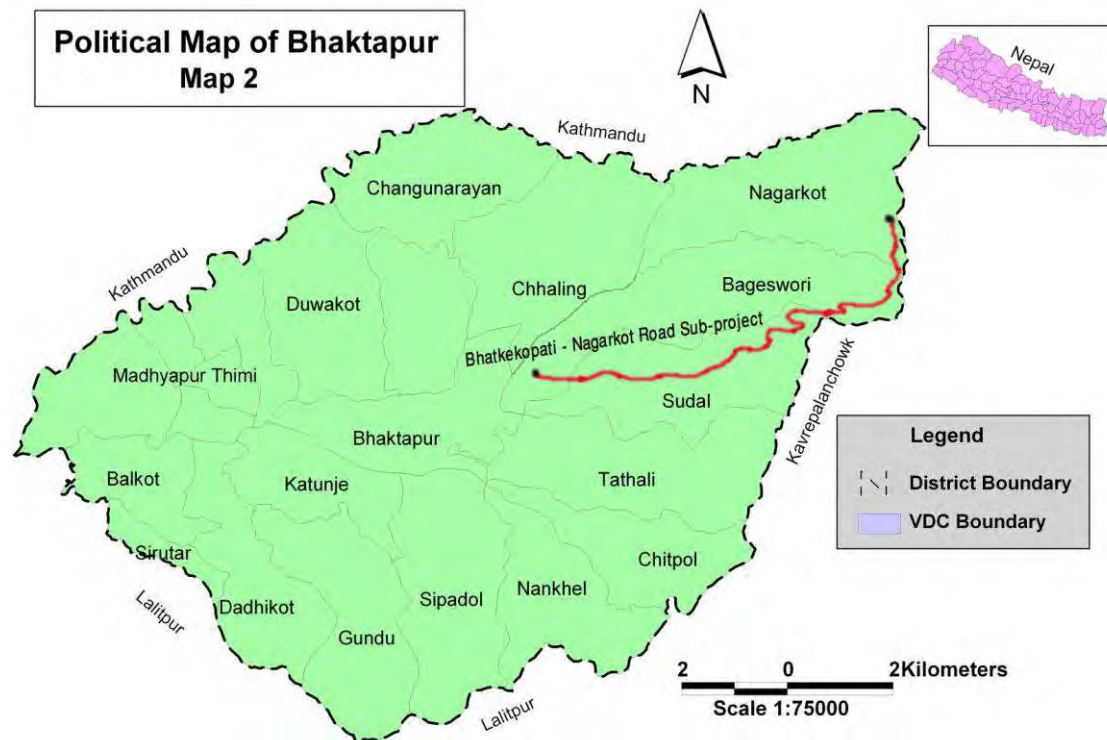 Political Map of Bhaktapur
Map 2
N
Nepal
Kathmandu
Changunarayan
Nagarkot
Kathmandu
Duwakot
Chhaling
Bageswori
Bhatkekopati - Nagarkot Road Sub-project
Madhyapur Thimi
Sudal
Kavrepalanchowk
Bhaktapur
Balkot
Katunje
Tathali
Sirutar
Chitpol
Dadhikot
Sipadol
Nankhel
Gundu
Lalitpur
Lalitpur
Legend
District Boundary
VDC Boundary
2 0 2Kilometers
Scale 1:75000